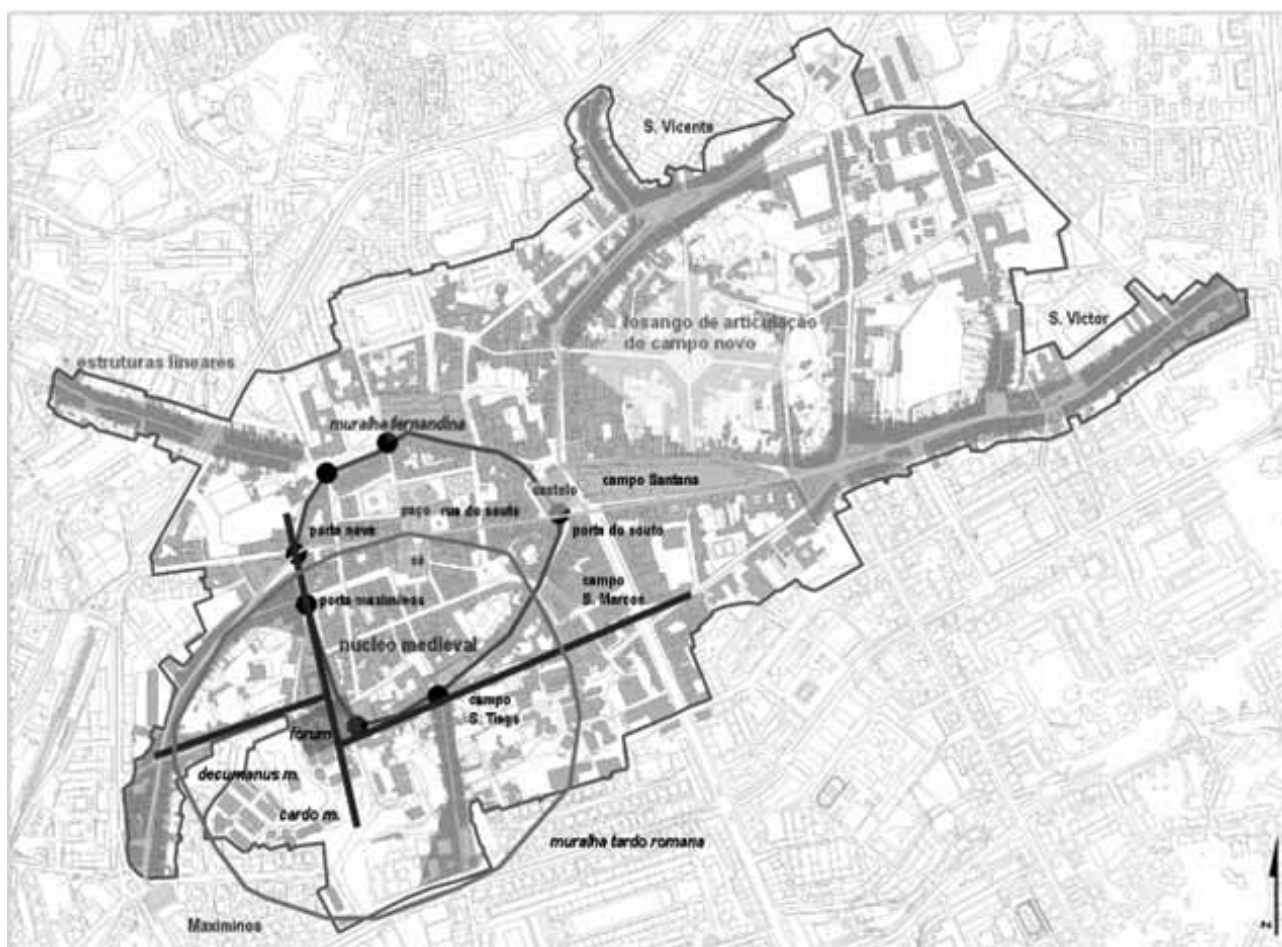 S. Vicente
S. Victor
losango de articulação
de campo novo
estruturas lineares
muralha fernandina
castelo
campo Santana
paço
rua do souto
porta nova
porta do souto
sé
campo
S. Marcos
porta maximinos
nucleo medieval
campo
S. Tiago
forum
decumanus m.
cardo m.
muralha tardo romana
Maximinos
N